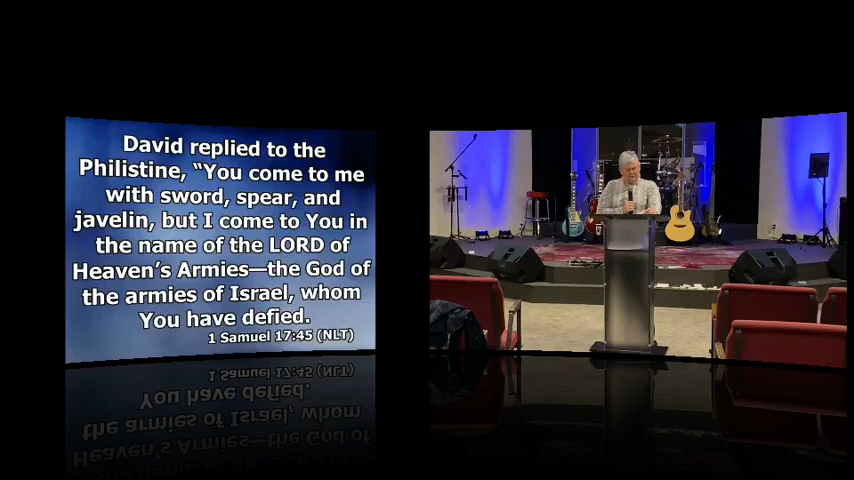 David replied to the
Philistine, “You come to me
with sword, spear, and
javelin, but I come to You in
the name of the LORD of
Heaven’s Armies—the God of
the armies of Israel, whom
You have defied.
1 Samuel 17:45 (NLT)